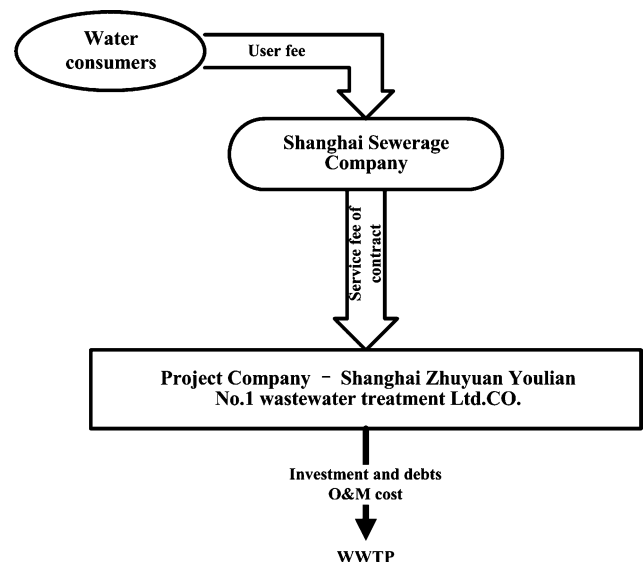 Water
consumers
User fee
Shanghai Sewerage
Company
Service fee of
contract
Project Company - Shanghai Zhuyuan Youlian
No.1 wastewater treatment Ltd.CO.
Investment and debts
O&M cost
WWTP